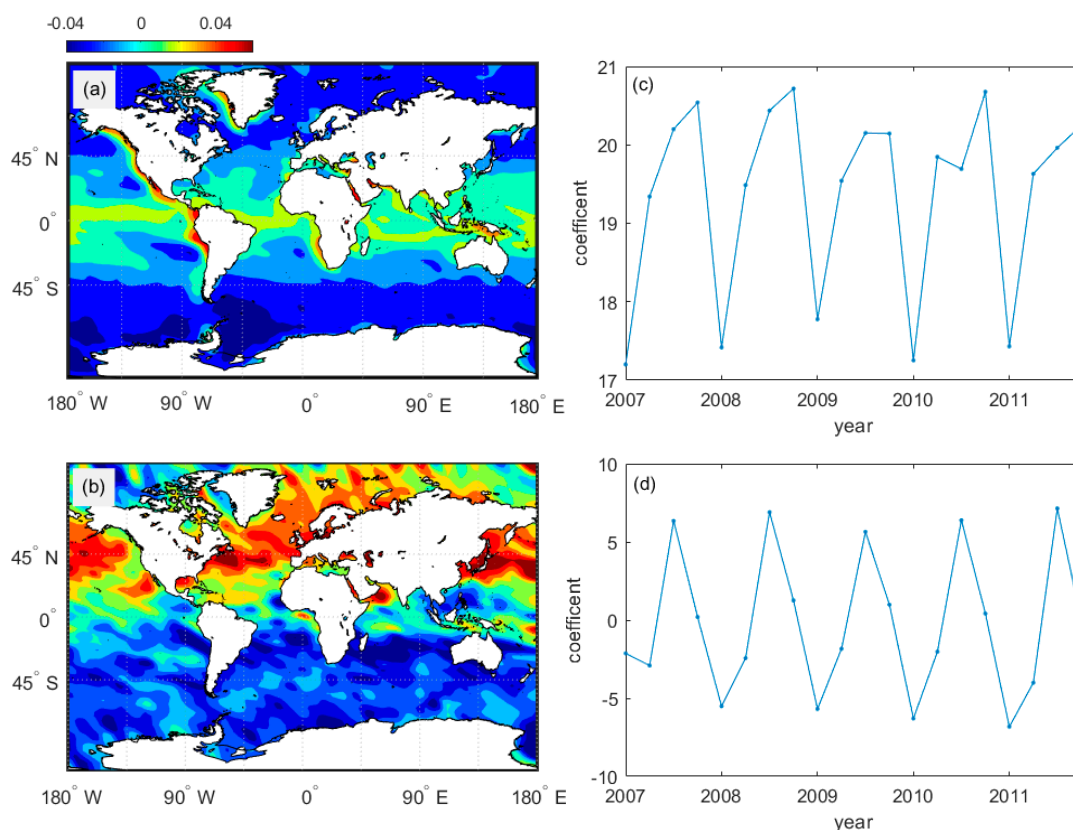 -0.04 0 0.04
(a)
45° N
0°
45° S
180° W 90° W 0° 90° E 180° E
(c)
21
20
19
18
17
coefficent
2007 2008 2009 2010 2011
year
(b)
45° N
0°
45° S
180° W 90° W 0° 90° E 180° E
(d)
10
5
0
-5
-10
coefficent
2007 2008 2009 2010 2011
year